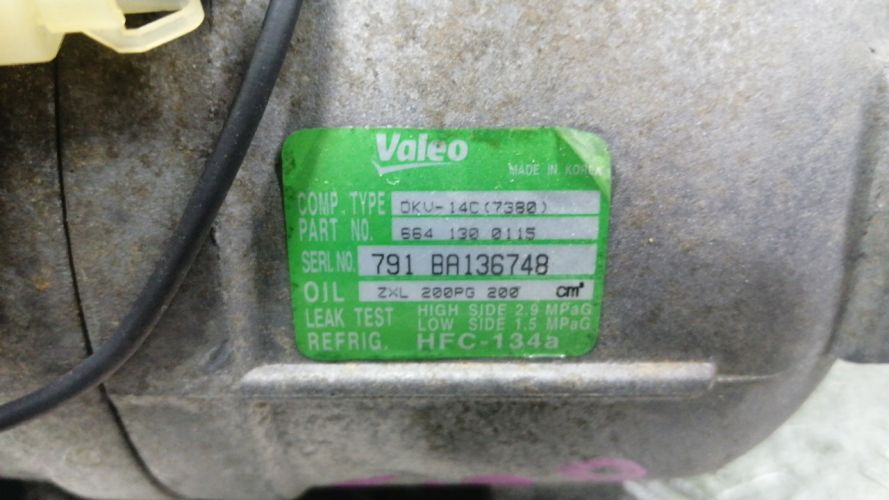 Valeo
MADE IN KOREA
COMP. TYPE DKV-14C(7380)
PART NO. 664 130 0115
SERI. NO. 791 BA136748
OIL ZXL 200PG 200 cm³
LEAK TEST HIGH SIDE 2.9 MPaG
LOW SIDE 1.5 MPaG
REFRIG. HFC-134a